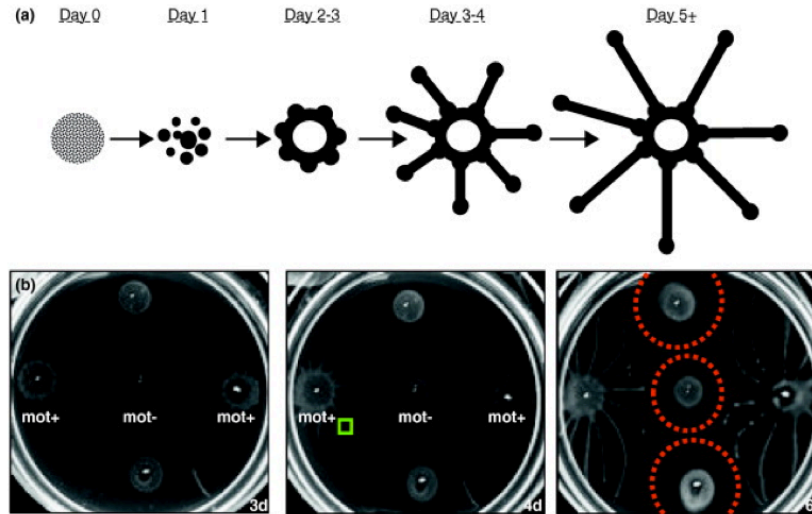 (a) Day 0 Day 1 Day 2-3 Day 3-4 Day 5+
(b)
mot+ mot- mot+
3d
mot+ mot- mot+
4d